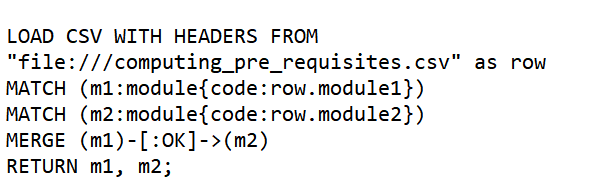 LOAD CSV WITH HEADERS FROM
"file:///computing_pre_requisites.csv" as row
MATCH (m1:module{code:row.module1})
MATCH (m2:module{code:row.module2})
MERGE (m1)-[:OK]->(m2)
RETURN m1, m2;